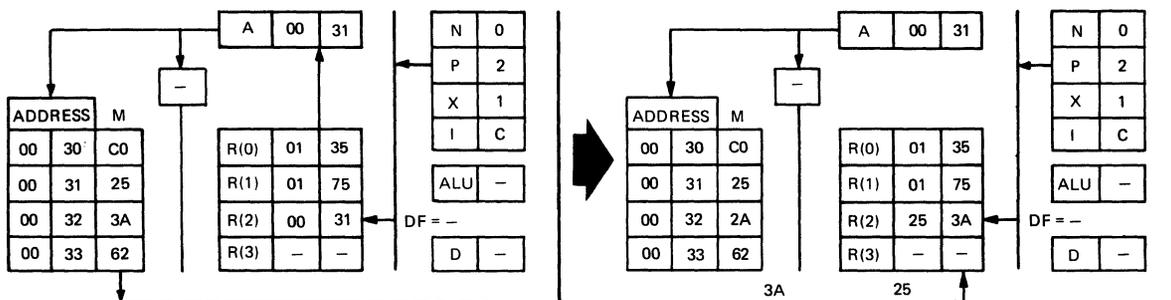 A 00 31
N 0
P 2
X 1
I C
ADDRESS M
00 30 C0
00 31 25
00 32 3A
00 33 62
R(0) 01 35
R(1) 01 75
R(2) 00 31
R(3) – –
ALU –
DF = –
D –
–
A 00 31
N 0
P 2
X 1
I C
ADDRESS M
00 30 C0
00 31 25
00 32 2A
00 33 62
R(0) 01 35
R(1) 01 75
R(2) 25 3A
R(3) – –
ALU –
DF = –
D –
–
3A 25